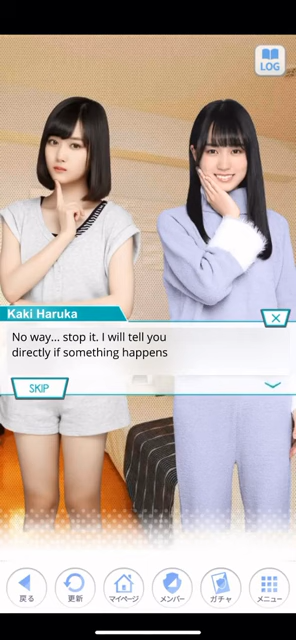 LOG
Kaki Haruka
No way... stop it. I will tell you
directly if something happens
SKIP
戻る
更新
マイページ
メンバー
ガチャ
メニュー